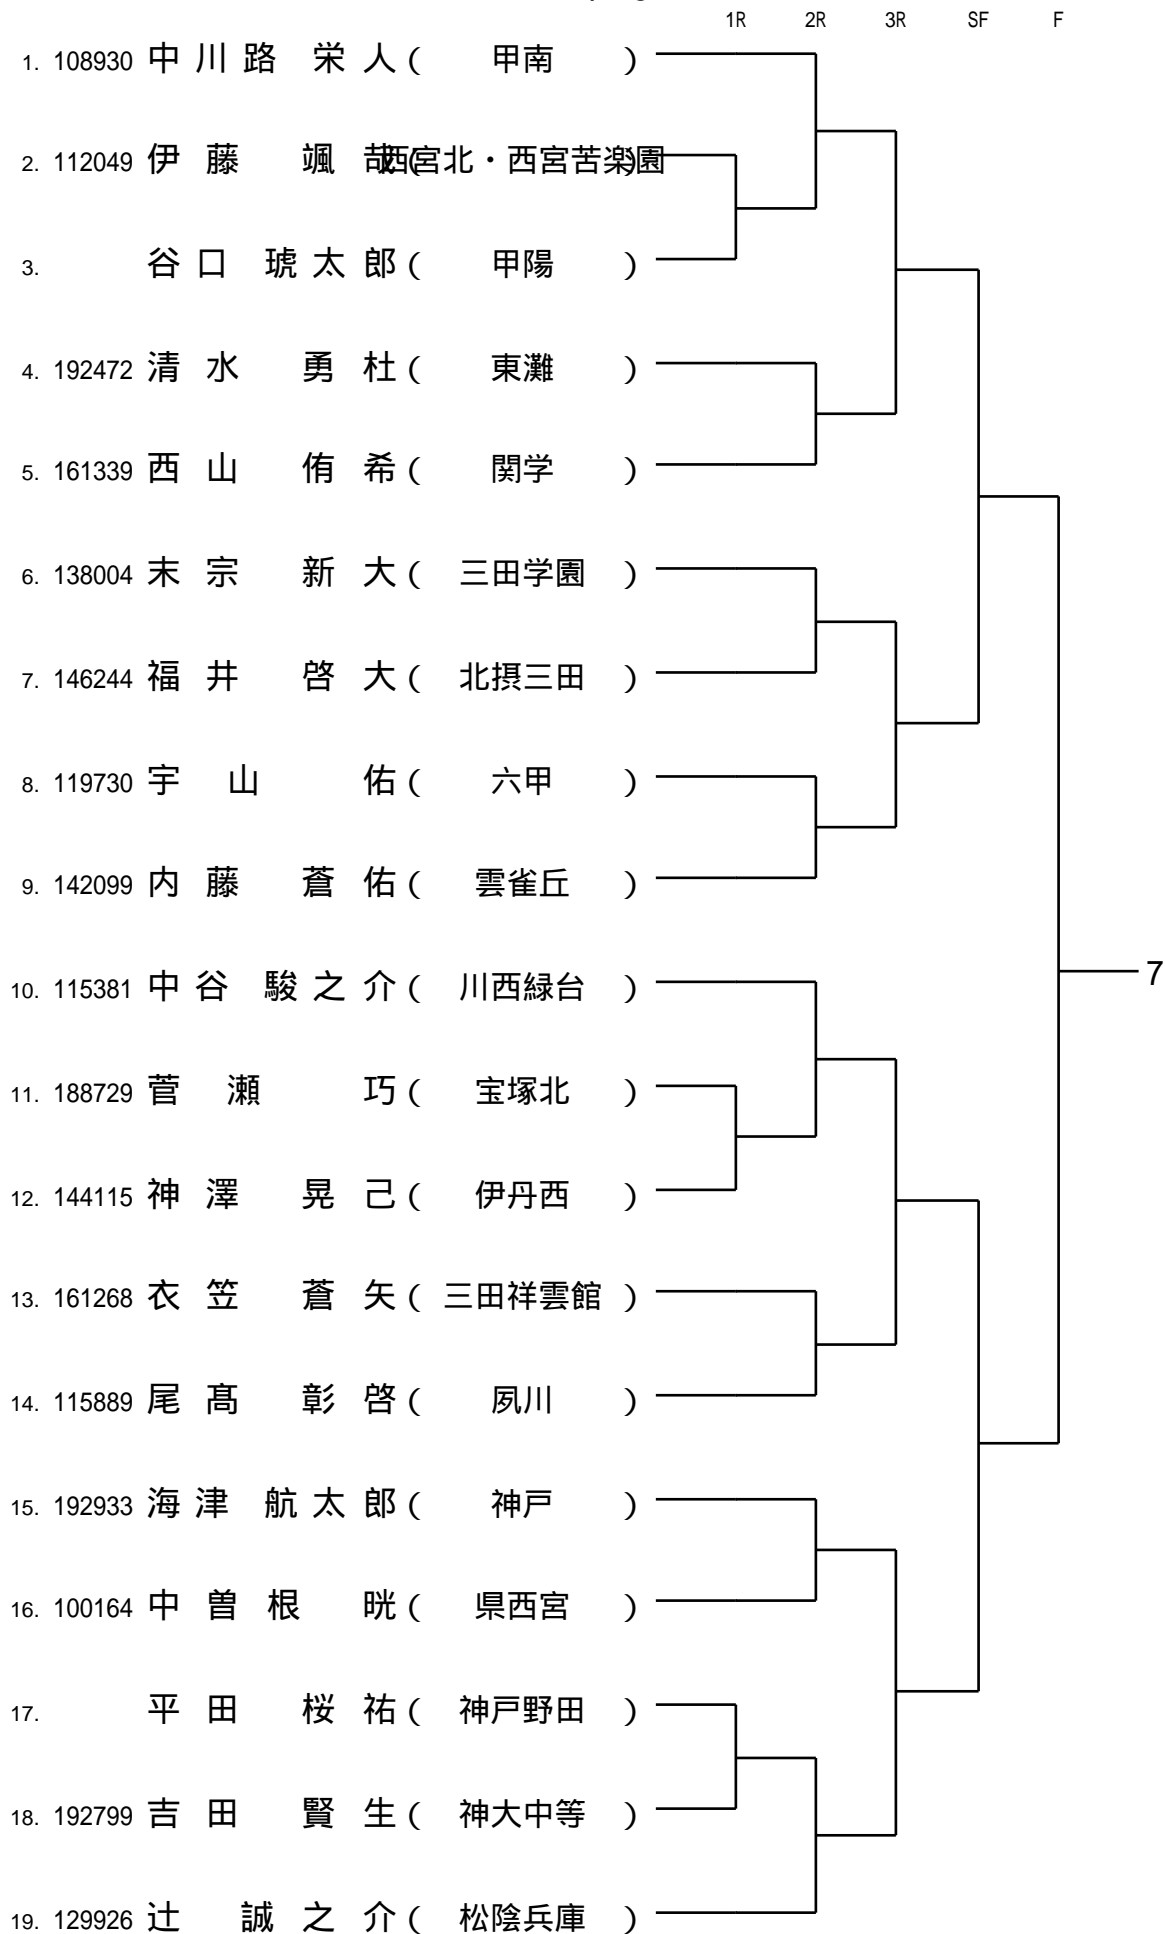 1R 2R 3R SF F
1. 108930 中川路 栄人 ( 甲南 )
2. 112049 伊藤 颯哉 ( 西宮北・西宮苦楽園 )
3. 谷口 琥太郎 ( 甲陽 )
4. 192472 清水 勇杜 ( 東灘 )
5. 161339 西山 侑希 ( 関学 )
6. 138004 末宗 新大 ( 三田学園 )
7. 146244 福井 啓大 ( 北摂三田 )
8. 119730 宇山 佑 ( 六甲 )
9. 142099 内藤 蒼佑 ( 雲雀丘 )
7
10. 115381 中谷 駿之介 ( 川西緑台 )
11. 188729 菅瀬 巧 ( 宝塚北 )
12. 144115 神澤 晃己 ( 伊丹西 )
13. 161268 衣笠 蒼矢 ( 三田祥雲館 )
14. 115889 尾髙 彰啓 ( 夙川 )
15. 192933 海津 航太郎 ( 神戸 )
16. 100164 中曽根 晄 ( 県西宮 )
17. 平田 桜祐 ( 神戸野田 )
18. 192799 吉田 賢生 ( 神大中等 )
19. 129926 辻 誠之介 ( 松陰兵庫 )